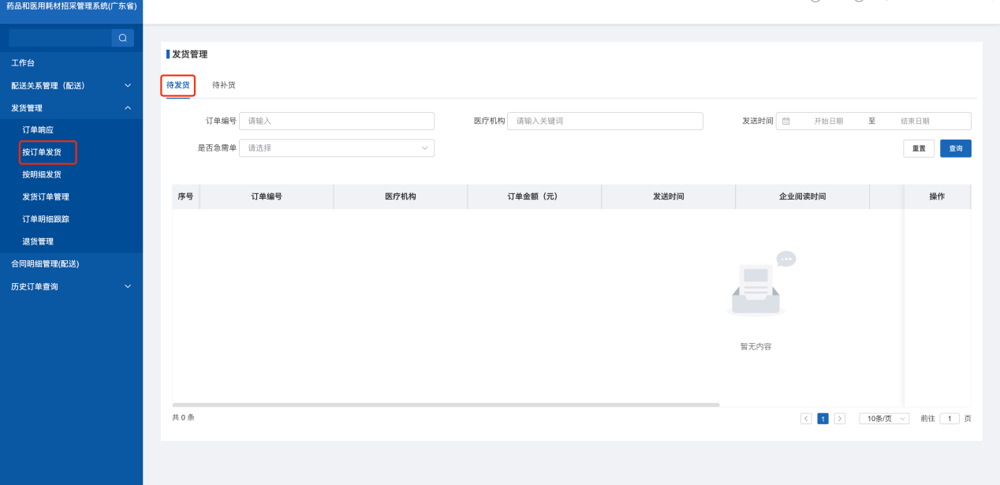 药品和医用耗材招采管理系统(广东省)
工作台
配送关系管理（配送）
发货管理
订单响应
按订单发货
按明细发货
发货订单管理
订单明细跟踪
退货管理
合同明细管理(配送)
历史订单查询
发货管理
待发货 待补货
订单编号 请输入 医疗机构 请输入关键词 发送时间 开始日期 至 结束日期
是否急需单 请选择 重置 查询
序号 订单编号 医疗机构 订单金额（元） 发送时间 企业阅读时间 操作
暂无内容
共 0 条 1 10条/页 前往 1 页